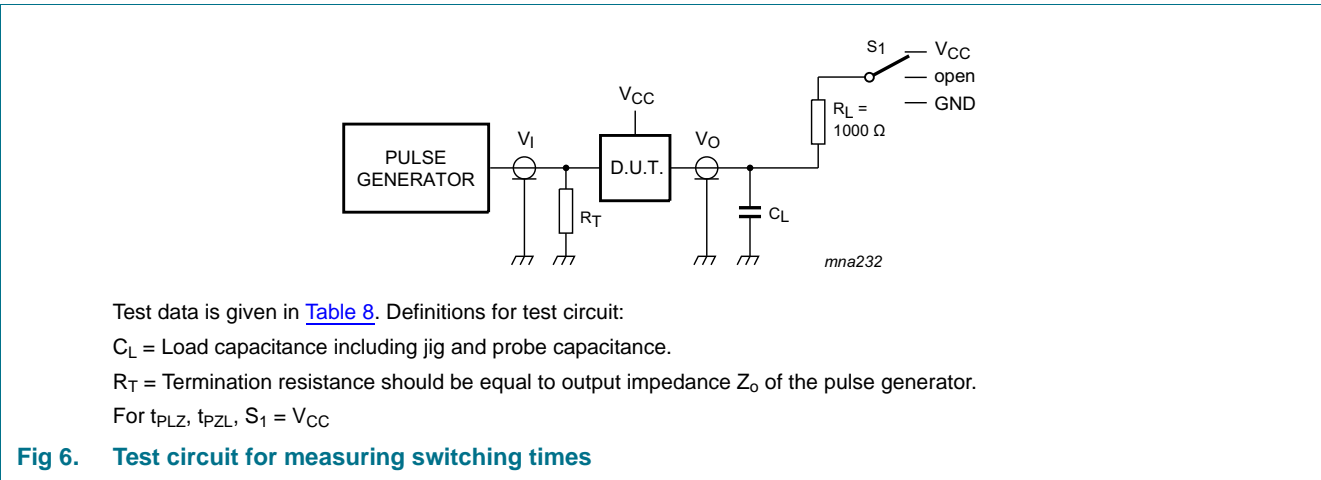 S1
VCC
open
GND
VCC
RL =
1000 Ω
VI
VO
PULSE
GENERATOR
D.U.T.
RT
CL
mna232
Test data is given in Table 8. Definitions for test circuit:
CL = Load capacitance including jig and probe capacitance.
RT = Termination resistance should be equal to output impedance Zo of the pulse generator.
For tPLZ, tPZL, S1 = VCC
Fig 6. Test circuit for measuring switching times